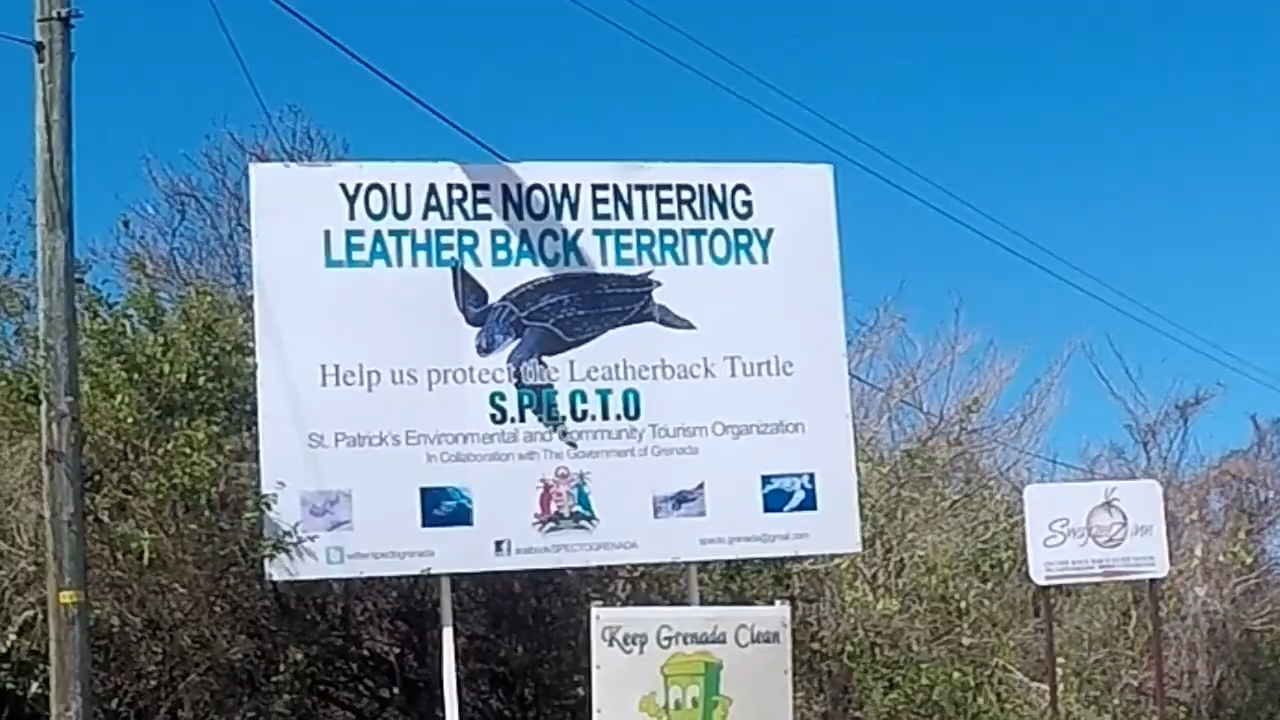 YOU ARE NOW ENTERING
LEATHER BACK TERRITORY
Help us protect the Leatherback Turtle
S.P.E.C.T.O
St. Patrick's Environmental and Community Tourism Organization
In Collaboration with The Government of Grenada
specto.grenada@gmail.com
Keep Grenada Clean